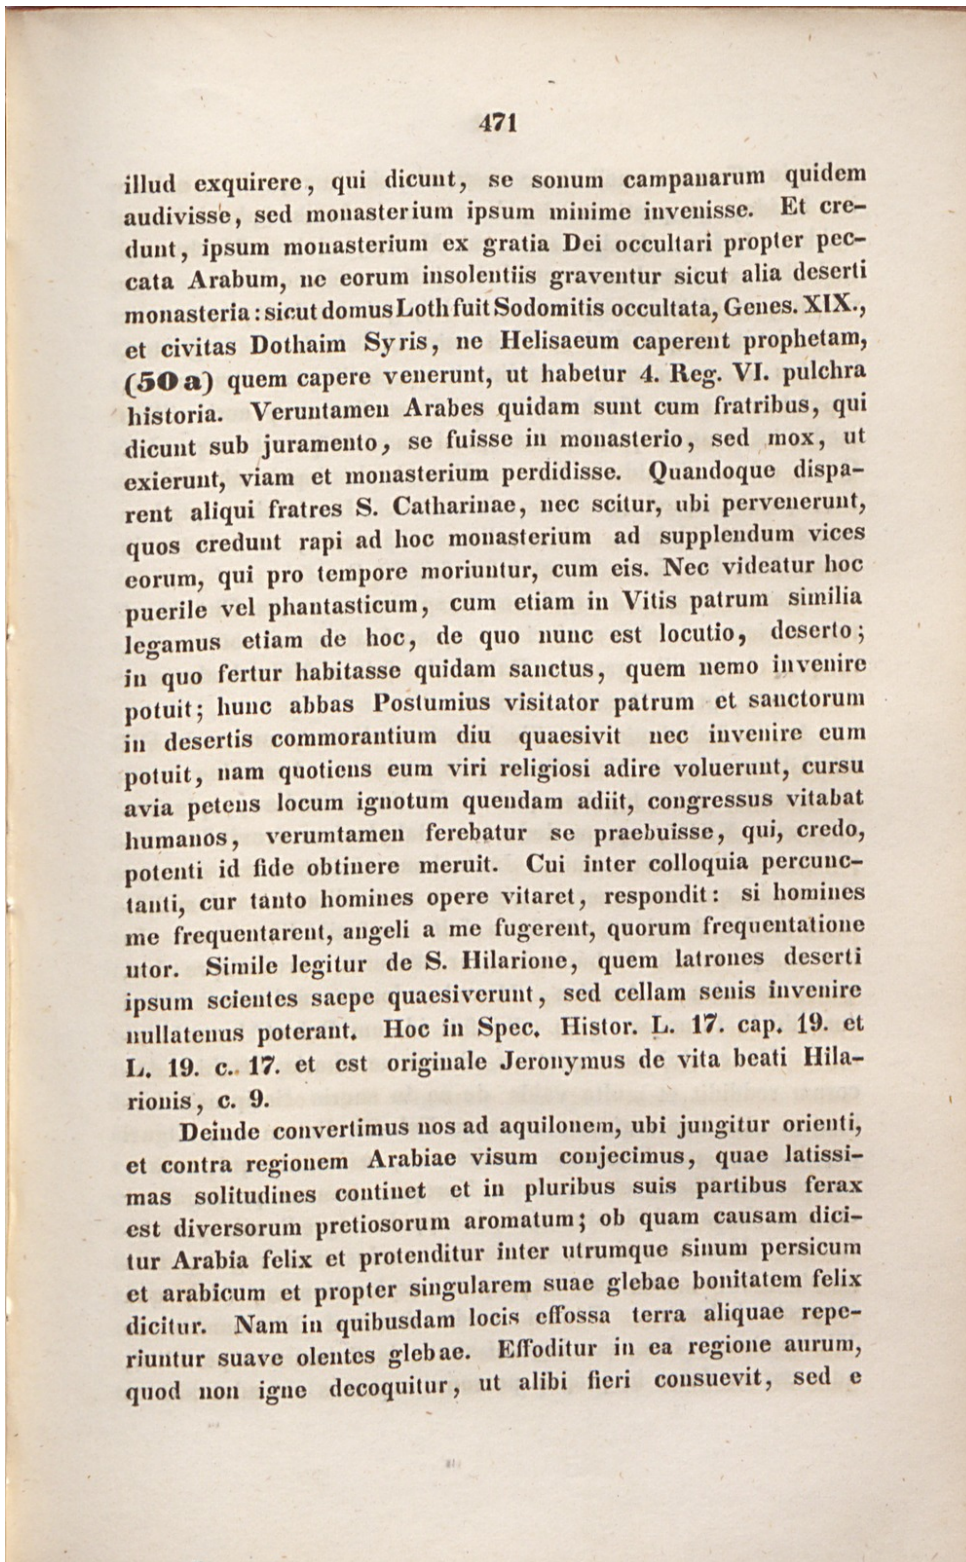 471
illud exquirere, qui dicunt, se sonum campanarum quidem
audivisse, sed monasterium ipsum minime invenisse. Et cre-
dunt, ipsum monasterium ex gratia Dei occultari propter pec-
cata Arabum, ne eorum insolentiis graventur sicut alia deserti
monasteria: sicut domus Loth fuit Sodomitis occultata, Genes. XIX.,
et civitas Dothaim Syris, ne Helisaeum caperent prophetam,
(50 a) quem capere venerunt, ut habetur 4. Reg. VI. pulchra
historia. Veruntamen Arabes quidam sunt cum fratribus, qui
dicunt sub juramento, se fuisse in monasterio, sed mox, ut
exierunt, viam et monasterium perdidisse. Quandoque dispa-
rent aliqui fratres S. Catharinae, nec scitur, ubi pervenerunt,
quos credunt rapi ad hoc monasterium ad supplendum vices
eorum, qui pro tempore moriuntur, cum eis. Nec videatur hoc
puerile vel phantasticum, cum etiam in Vitis patrum similia
legamus etiam de hoc, de quo nunc est locutio, deserto;
in quo fertur habitasse quidam sanctus, quem nemo invenire
potuit; hunc abbas Postumius visitator patrum et sanctorum
in desertis commorantium diu quaesivit nec invenire eum
potuit, nam quotiens eum viri religiosi adire voluerunt, cursu
avia petens locum ignotum quendam adiit, congressus vitabat
humanos, verumtamen ferebatur se praebuisse, qui, credo,
potenti id fide obtinere meruit. Cui inter colloquia percunc-
tanti, cur tanto homines opere vitaret, respondit: si homines
me frequentarent, angeli a me fugerent, quorum frequentatione
utor. Simile legitur de S. Hilarione, quem latrones deserti
ipsum scientes saepe quaesiverunt, sed cellam senis invenire
nullatenus poterant. Hoc in Spec. Histor. L. 17. cap. 19. et
L. 19. c. 17. et est originale Jeronymus de vita beati Hila-
rionis, c. 9.
Deinde convertimus nos ad aquilonem, ubi jungitur orienti,
et contra regionem Arabiae visum conjecimus, quae latissi-
mas solitudines continet et in pluribus suis partibus ferax
est diversorum pretiosorum aromatum; ob quam causam dici-
tur Arabia felix et protenditur inter utrumque sinum persicum
et arabicum et propter singularem suae glebae bonitatem felix
dicitur. Nam in quibusdam locis effossa terra aliquae repe-
riuntur suave olentes glebae. Effoditur in ea regione aurum,
quod non igne decoquitur, ut alibi fieri consuevit, sed e